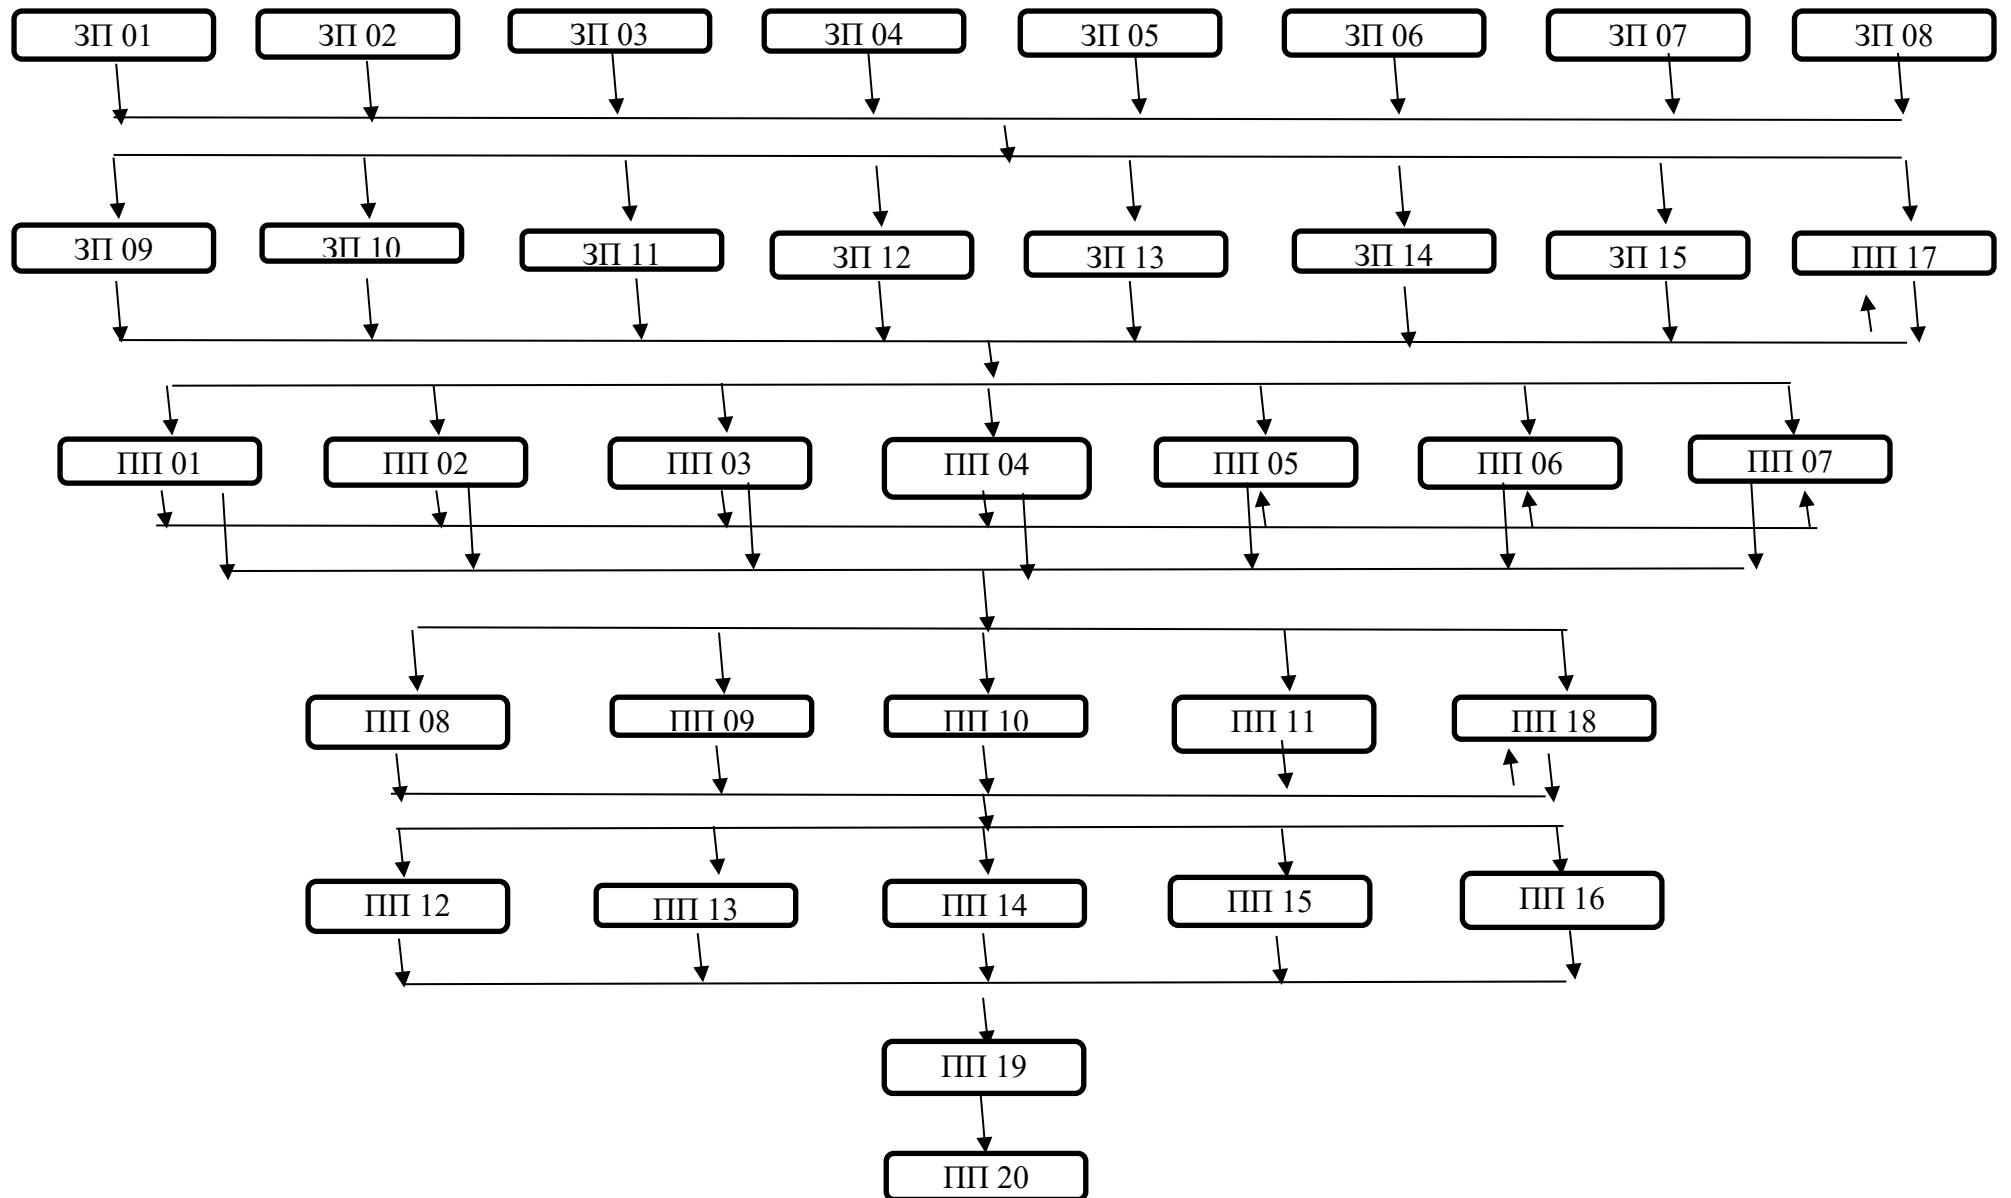 ЗП 01
ЗП 02
ЗП 03
ЗП 04
ЗП 05
ЗП 06
ЗП 07
ЗП 08
ЗП 09
ЗП 10
ЗП 11
ЗП 12
ЗП 13
ЗП 14
ЗП 15
ПП 17
ПП 01
ПП 02
ПП 03
ПП 04
ПП 05
ПП 06
ПП 07
ПП 08
ПП 09
ПП 10
ПП 11
ПП 18
ПП 12
ПП 13
ПП 14
ПП 15
ПП 16
ПП 19
ПП 20